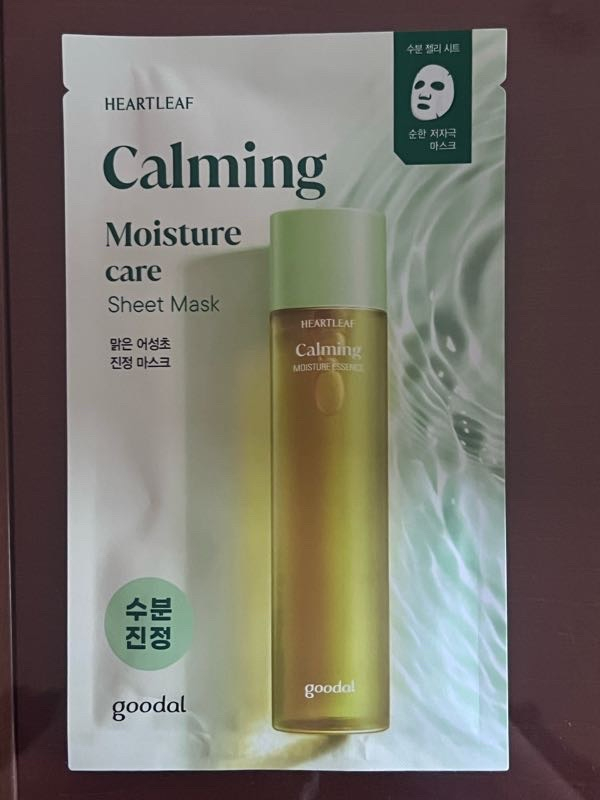 HEARTLEAF
Calming
Moisture
care
Sheet Mask
맑은 어성초
진정 마스크
수분 젤리 시트
순한 저자극
마스크
HEARTLEAF
Calming
MOISTURE ESSENCE
goodal
수분
진정
goodal